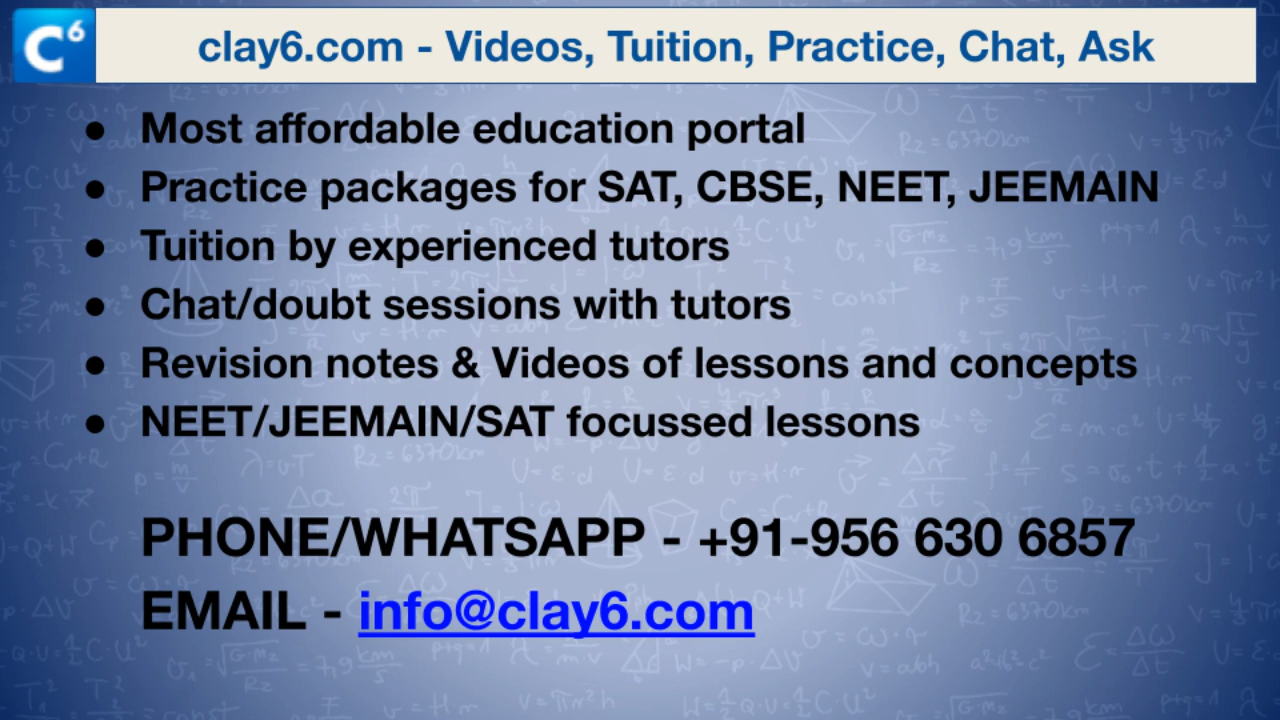 C6
clay6.com - Videos, Tuition, Practice, Chat, Ask
● Most affordable education portal
● Practice packages for SAT, CBSE, NEET, JEEMAIN
● Tuition by experienced tutors
● Chat/doubt sessions with tutors
● Revision notes & Videos of lessons and concepts
● NEET/JEEMAIN/SAT focussed lessons
PHONE/WHATSAPP - +91-956 630 6857
EMAIL - info@clay6.com